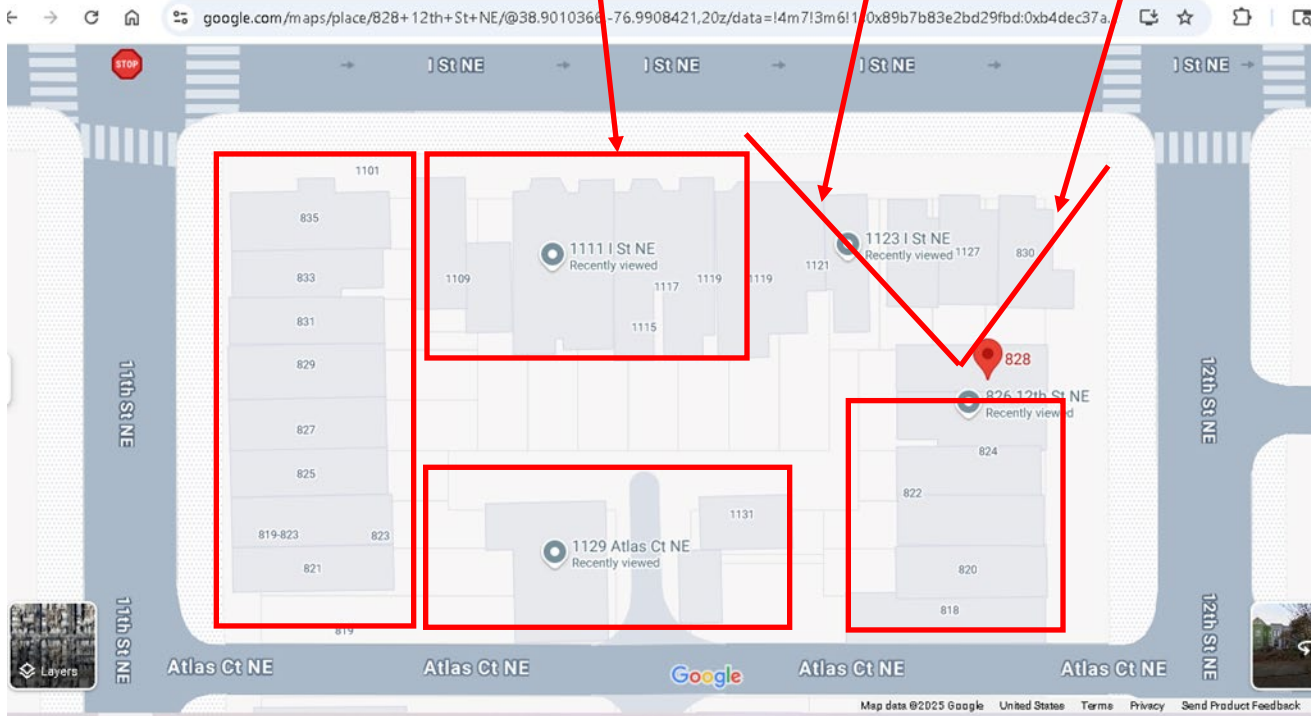 google.com/maps/place/828+12th+St+NE/@38.9010366,-76.9908421,20z/data=!4m7!3m6!1s0x89b7b83e2bd29fbd:0xb4dec37a...
STOP
I St NE
I St NE
I St NE
I St NE
1101
835
833
831
829
827
825
819-823
823
821
819
1109
1111 I St NE
Recently viewed
1115
1117
1119
1119
1121
1123 I St NE
Recently viewed
1127
830
828
826 12th St NE
Recently viewed
824
822
820
818
1131
1129 Atlas Ct NE
Recently viewed
11th St NE
11th St NE
12th St NE
12th St NE
Layers
Atlas Ct NE
Atlas Ct NE
Google
Atlas Ct NE
Atlas Ct NE
Map data ©2025 Google United States Terms Privacy Send Product Feedback